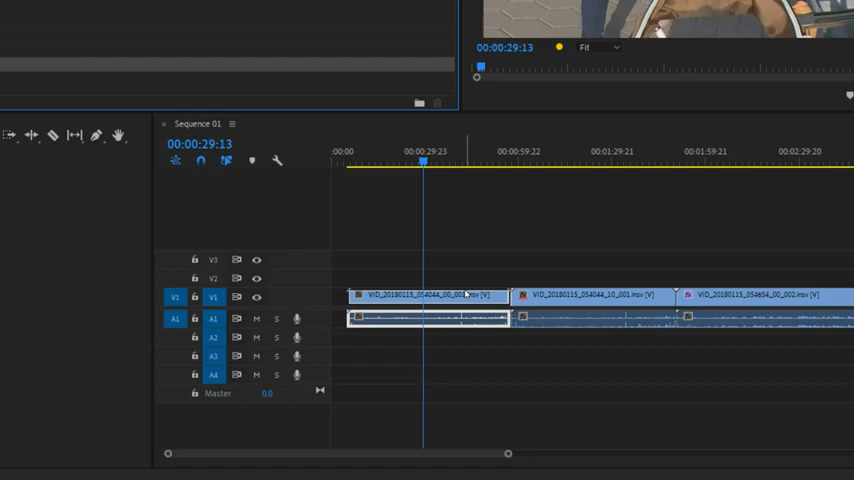 00:00:29:13
Fit
× Sequence 01
00:00:29:13
:00:00
00:00:29:23
00:00:59:22
00:01:29:21
00:01:59:21
00:02:29:20
V3
V2
V1 V1 VID_20180115_054044_00_00 .insv [V] VID_20180115_054044_10_001.insv [V] VID_20180115_054654_00_002.insv [V]
A1 A1 M S
A2 M S
A3 M S
A4 M S
Master 0.0